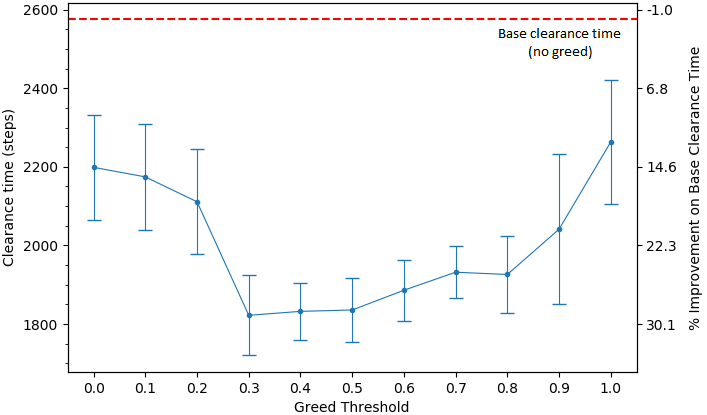 2600
2400
2200
2000
1800
Clearance time (steps)
Base clearance time
(no greed)
-1.0
6.8
14.6
22.3
30.1
% Improvement on Base Clearance Time
0.0 0.1 0.2 0.3 0.4 0.5 0.6 0.7 0.8 0.9 1.0
Greed Threshold